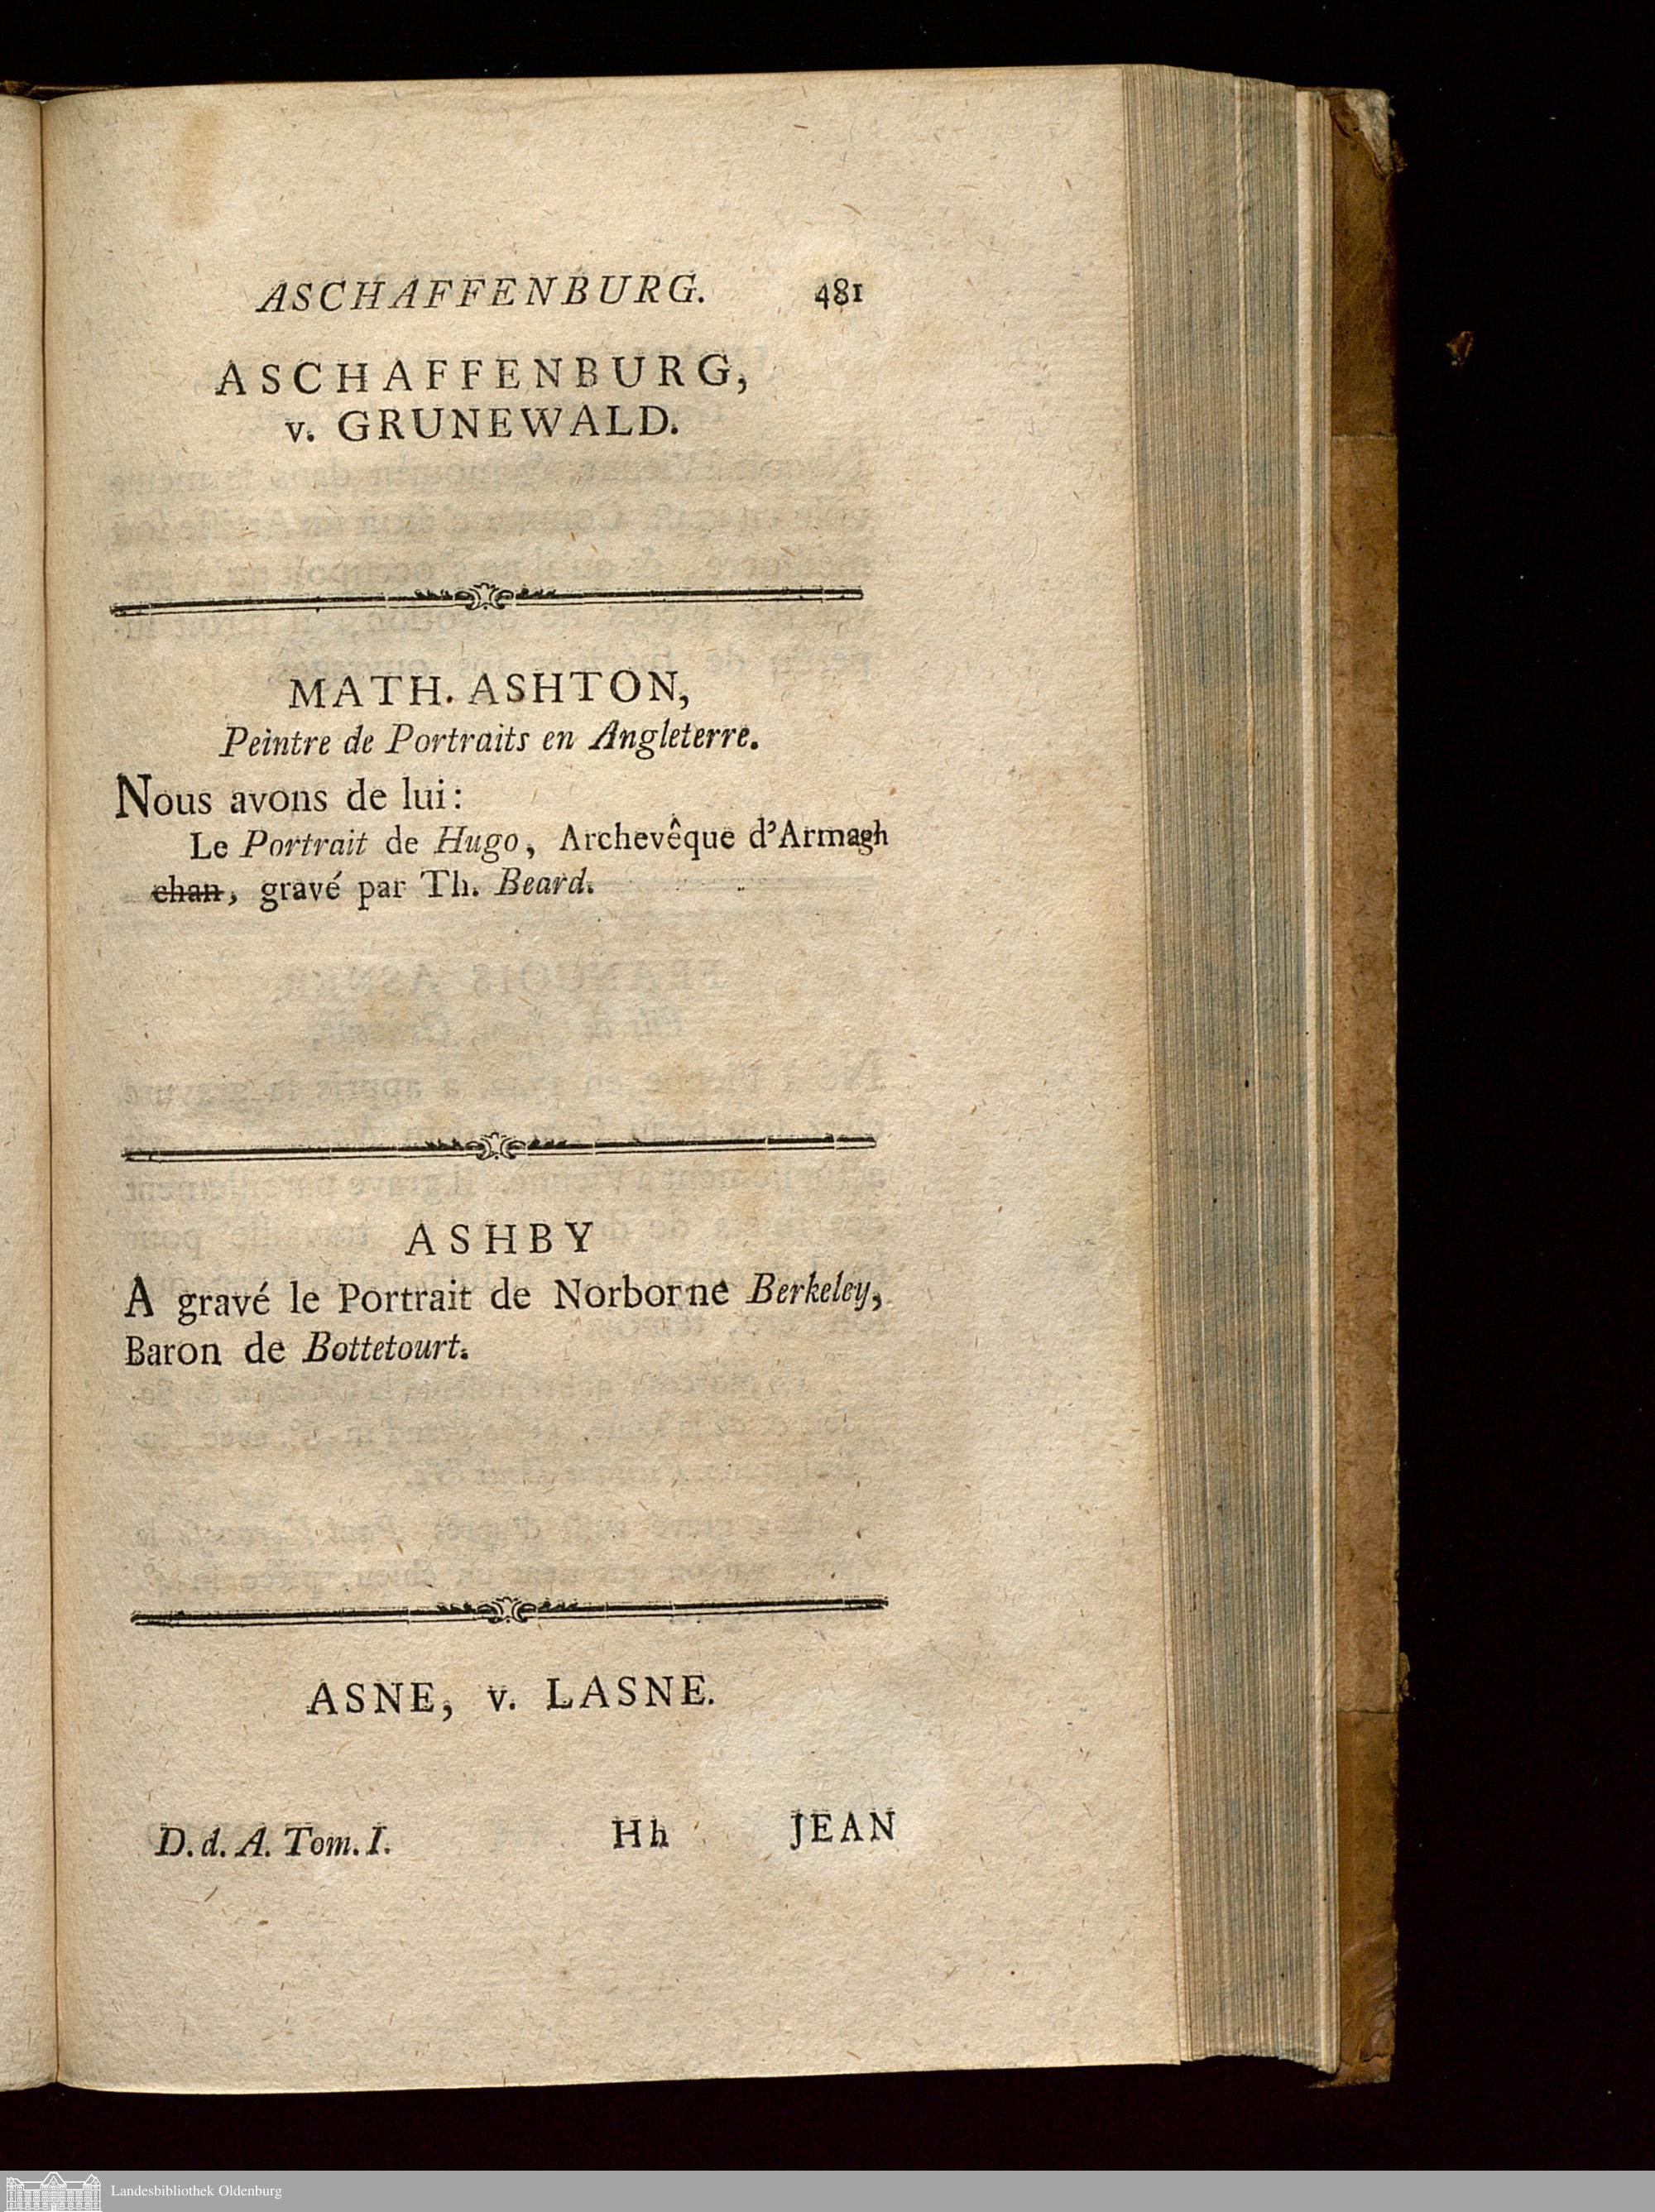 ASCHAFFENBURG. 481
ASCHAFFENBURG,
v. GRUNEWALD.
MATH. ASHTON,
Peintre de Portraits en Angleterre.
Nous avons de lui:
Le Portrait de Hugo, Archevêque d'Armagh
chan, gravé par Th. Beard.
ASHBY
A gravé le Portrait de Norborne Berkeley,
Baron de Bottetourt.
ASNE, v. LASNE.
D. d. A. Tom. I. Hh JEAN
Landesbibliothek Oldenburg